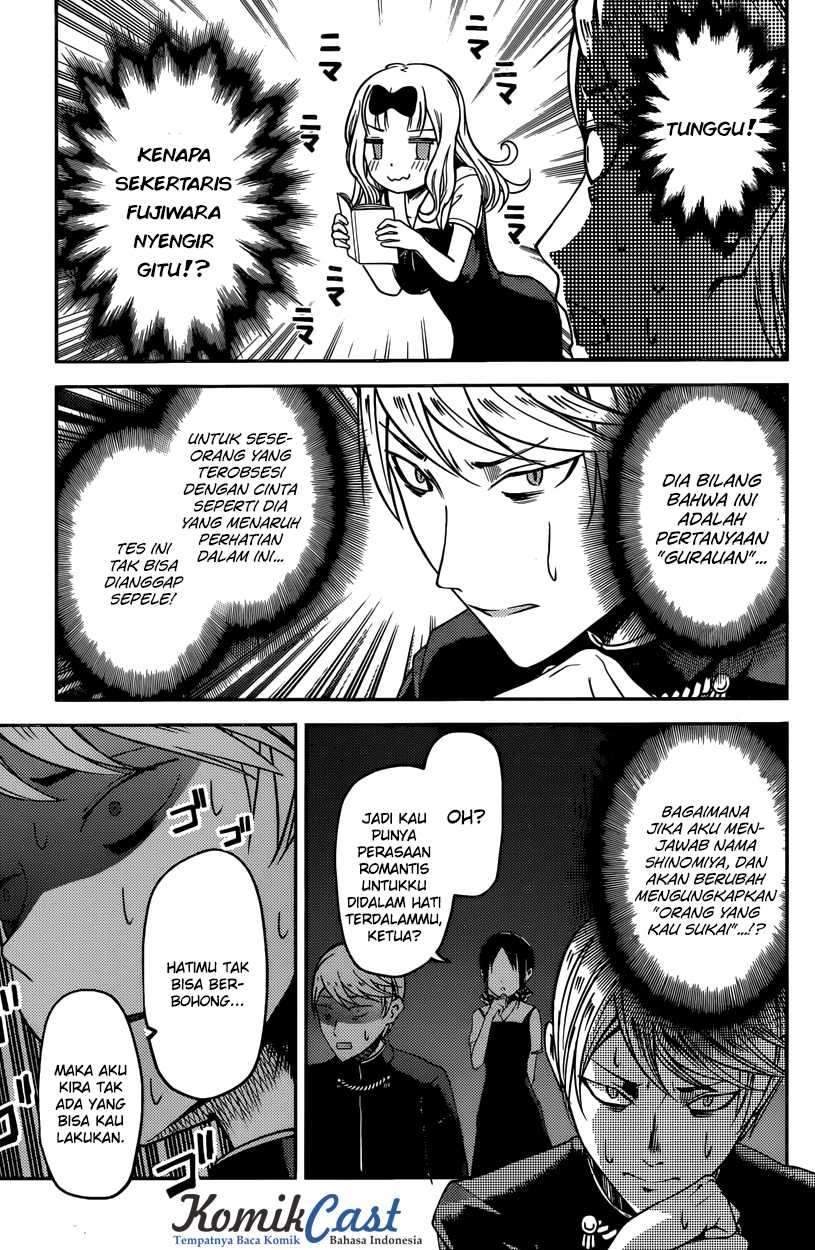 TUNGGU!
ニマ
ニマ
ニマ
ニマ
ニマ
ニマ
ニマ
KENAPA
SEKERTARIS
FUJIWARA
NYENGIR
GITU!?
DIA BILANG
BAHWA INI
ADALAH
PERTANYAAN
"GURAUAN"...
UNTUK SESE-
ORANG YANG
TEROBSESI
DENGAN CINTA
SEPERTI DIA
YANG MENARUH
PERHATIAN
DALAM INI...
TES INI
TAK BISA
DIANGGAP
SEPELE!
BAGAIMANA
JIKA AKU MEN-
JAWAB NAMA
SHINOMIYA, DAN
AKAN BERUBAH
MENGUNGKAPKAN
"ORANG YANG
KAU SUKAI"...!?
OH?
JADI KAU
PUNYA
PERASAAN
ROMANTIS
UNTUKKU
DIDALAM HATI
TERDALAMMU,
KETUA?
HATIMU TAK
BISA BER-
BOHONG...
MAKA AKU
KIRA TAK
ADA YANG
BISA KAU
LAKUKAN.
KomikCast
Tempatnya Baca Komik Bahasa Indonesia